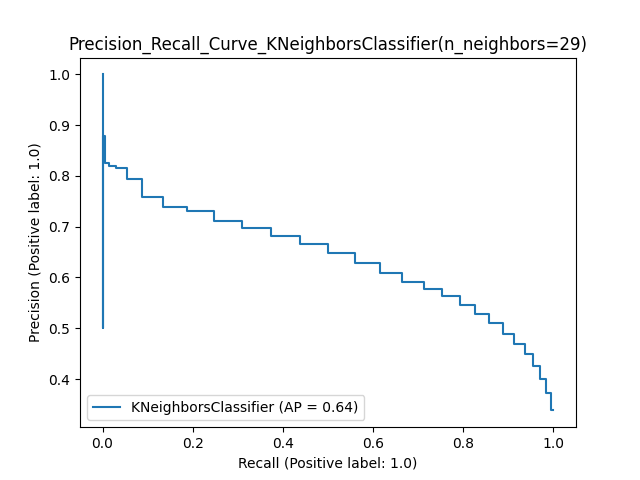 Precision_Recall_Curve_KNeighborsClassifier(n_neighbors=29)
1.0
0.9
0.8
0.7
0.6
0.5
0.4
Precision (Positive label: 1.0)
KNeighborsClassifier (AP = 0.64)
0.0 0.2 0.4 0.6 0.8 1.0
Recall (Positive label: 1.0)